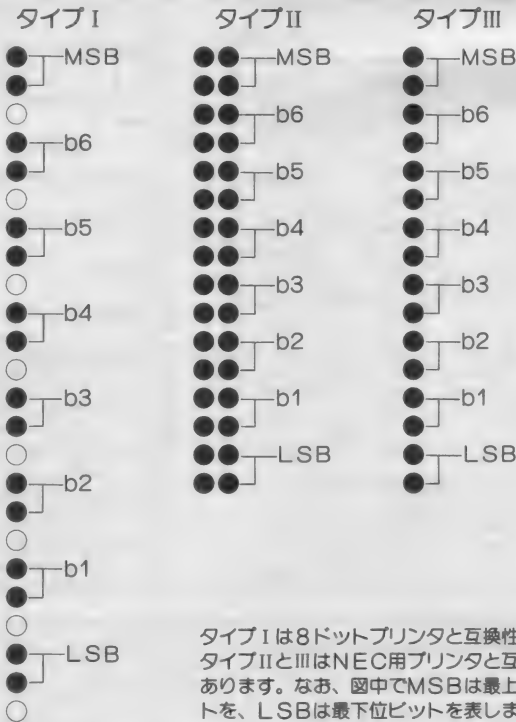 タイプⅠ
MSB
b6
b5
b4
b3
b2
b1
LSB
タイプⅡ
MSB
b6
b5
b4
b3
b2
b1
LSB
タイプⅢ
MSB
b6
b5
b4
b3
b2
b1
LSB
タイプⅠは8ドットプリンタと互換性
タイプⅡとⅢはNEC用プリンタと互
あります。なお、図中でMSBは最上
トを、LSBは最下位ビットを表しま